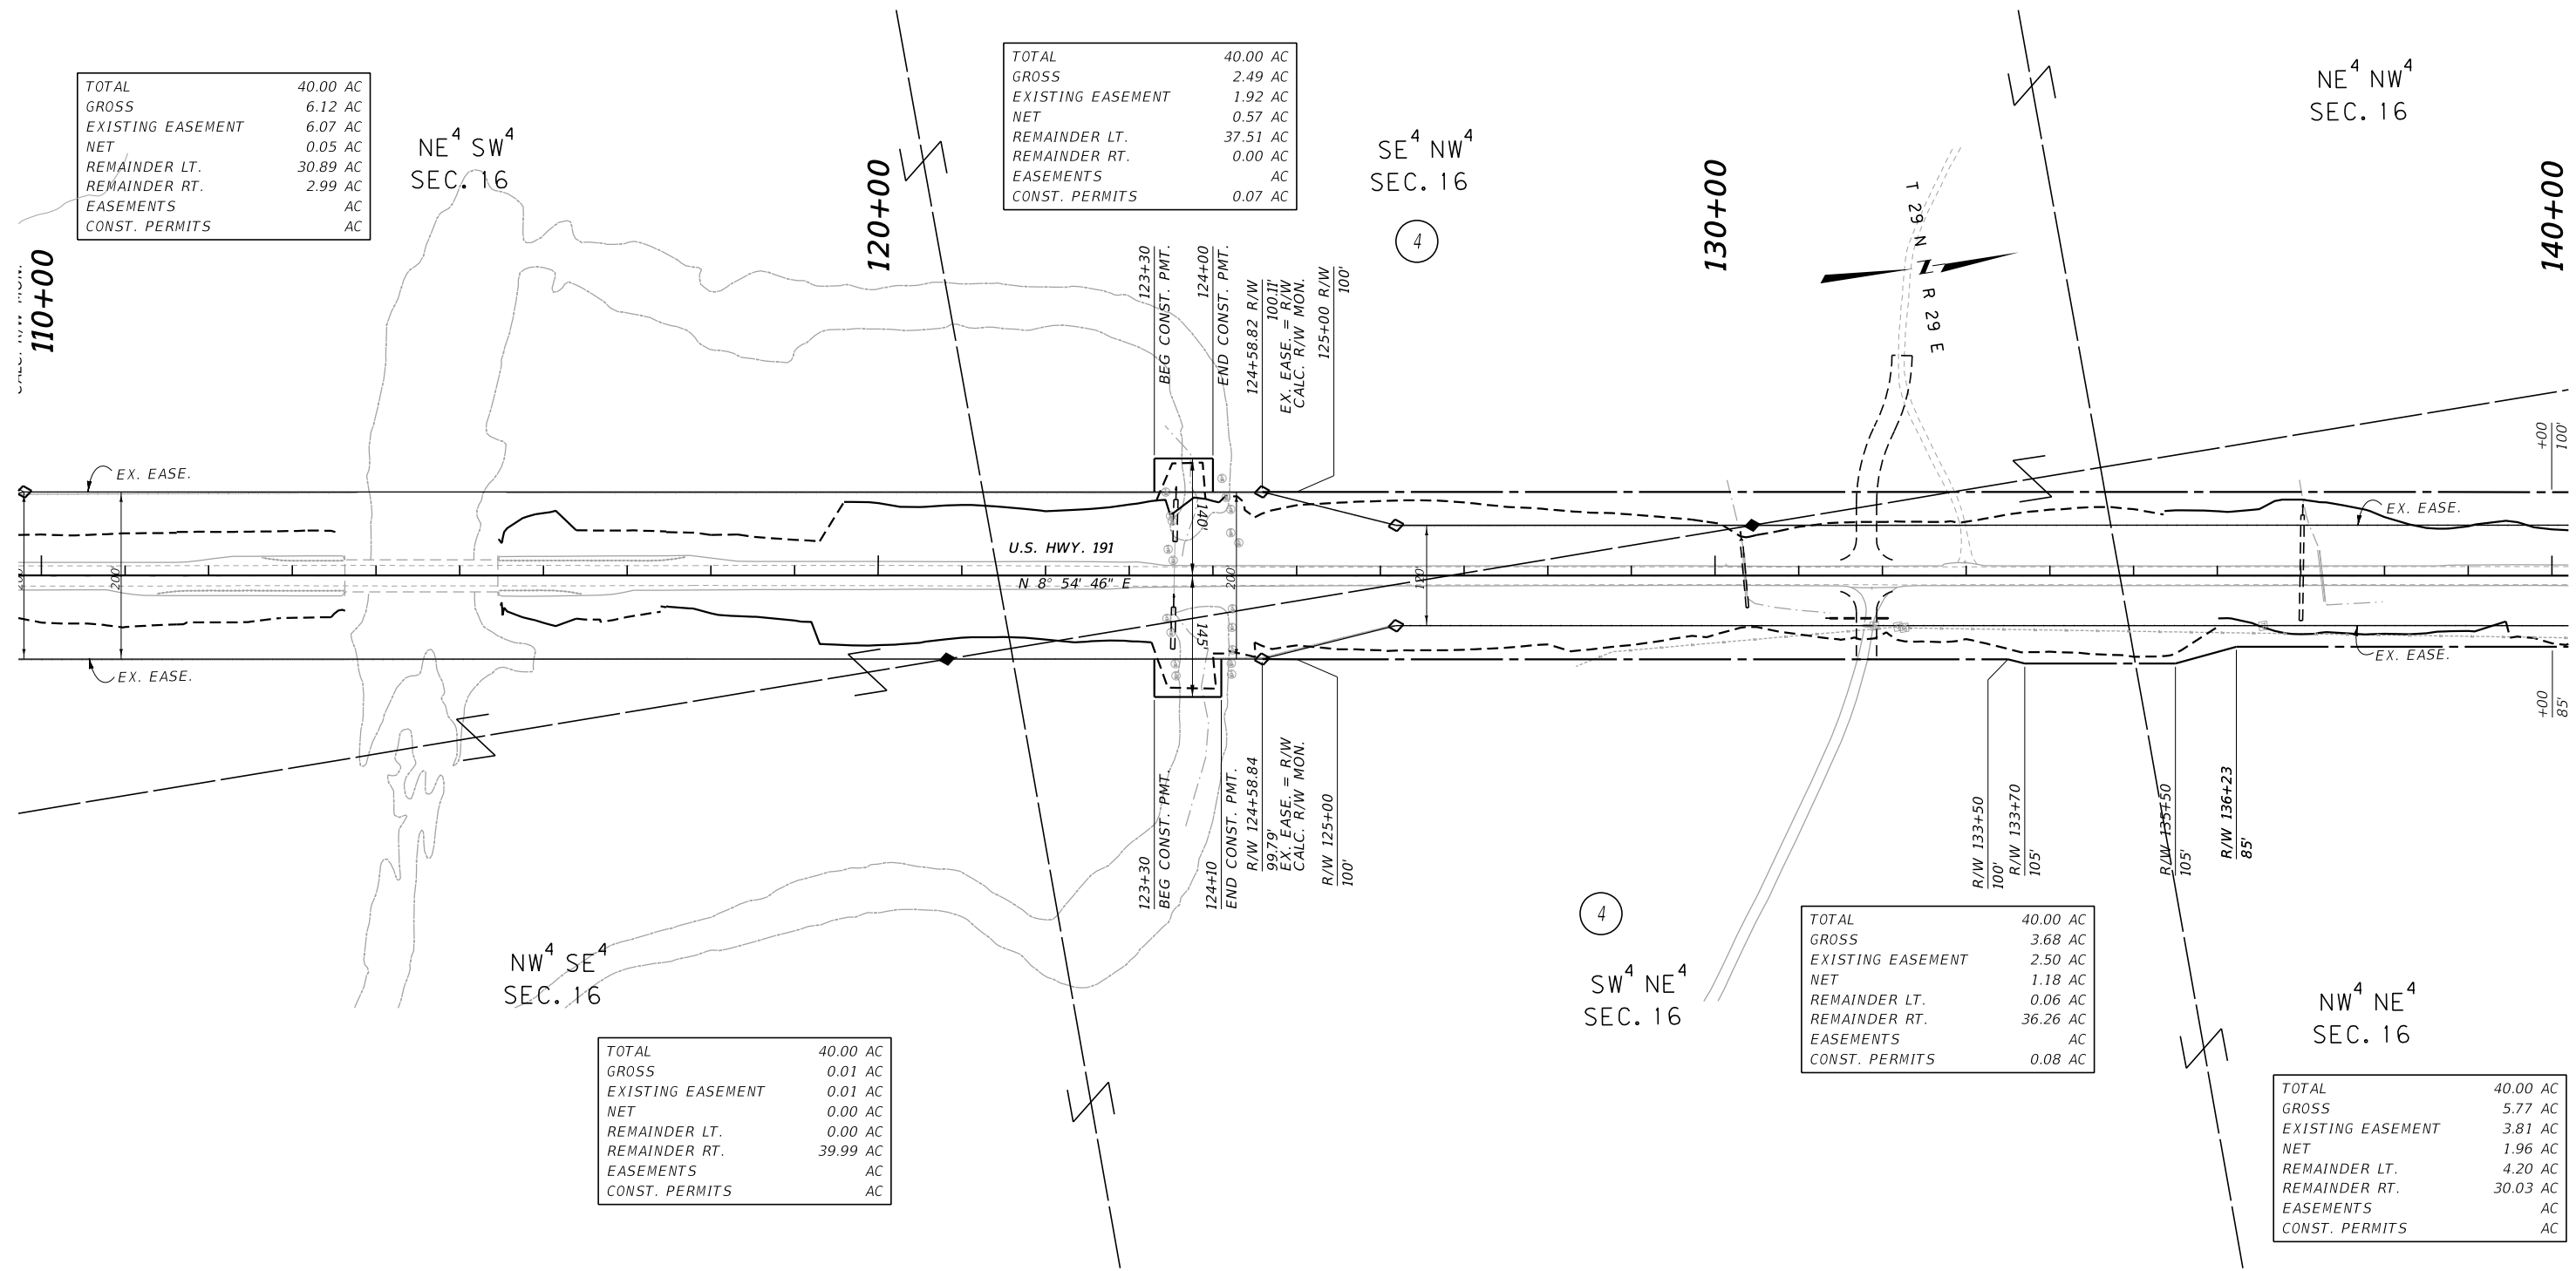 TOTAL 40.00 AC
GROSS 6.12 AC
EXISTING EASEMENT 6.07 AC
NET 0.05 AC
REMAINDER LT. 30.89 AC
REMAINDER RT. 2.99 AC
EASEMENTS AC
CONST. PERMITS AC
NE4 SW4
SEC. 16
TOTAL 40.00 AC
GROSS 2.49 AC
EXISTING EASEMENT 1.92 AC
NET 0.57 AC
REMAINDER LT. 37.51 AC
REMAINDER RT. 0.00 AC
EASEMENTS AC
CONST. PERMITS 0.07 AC
SE4 NW4
SEC. 16
4
NE4 NW4
SEC. 16
110+00
120+00
130+00
140+00
123+30
BEG CONST. PMT.
124+00
END CONST. PMT.
124+58.82 R/W
100.11'
EX. EASE. = R/W
CALC. R/W MON.
125+00 R/W
100'
T 29 N R 29 E
N
+00
100'
EX. EASE.
EX. EASE.
200'
U.S. HWY. 191
N 8° 54' 46" E
140'
145'
200'
120'
EX. EASE.
EX. EASE.
+00
85'
123+30
BEG CONST. PMT.
124+10
END CONST. PMT.
R/W 124+58.84
99.79'
EX. EASE. = R/W
CALC. R/W MON.
R/W 125+00
100'
R/W 133+50
100'
R/W 133+70
105'
R/W 135+50
105'
R/W 136+23
85'
NW4 SE4
SEC. 16
TOTAL 40.00 AC
GROSS 0.01 AC
EXISTING EASEMENT 0.01 AC
NET 0.00 AC
REMAINDER LT. 0.00 AC
REMAINDER RT. 39.99 AC
EASEMENTS AC
CONST. PERMITS AC
4
SW4 NE4
SEC. 16
TOTAL 40.00 AC
GROSS 3.68 AC
EXISTING EASEMENT 2.50 AC
NET 1.18 AC
REMAINDER LT. 0.06 AC
REMAINDER RT. 36.26 AC
EASEMENTS AC
CONST. PERMITS 0.08 AC
NW4 NE4
SEC. 16
TOTAL 40.00 AC
GROSS 5.77 AC
EXISTING EASEMENT 3.81 AC
NET 1.96 AC
REMAINDER LT. 4.20 AC
REMAINDER RT. 30.03 AC
EASEMENTS AC
CONST. PERMITS AC